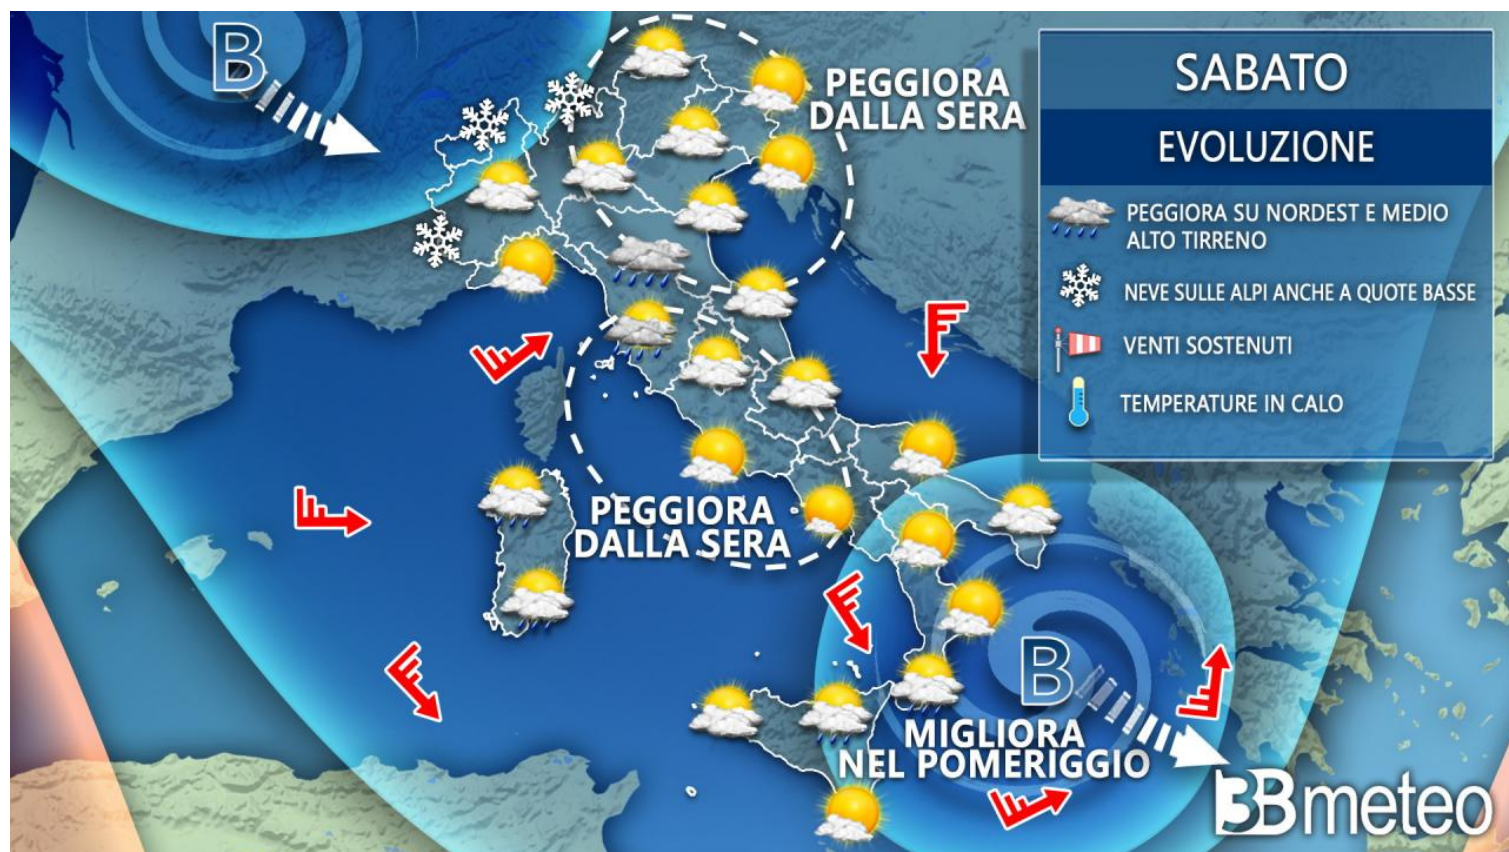 B
PEGGIORA
DALLA SERA
SABATO
EVOLUZIONE
PEGGIORA SU NORDEST E MEDIO
ALTO TIRRENO
NEVE SULLE ALPI ANCHE A QUOTE BASSE
VENTI SOSTENUTI
TEMPERATURE IN CALO
PEGGIORA
DALLA SERA
B
MIGLIORA
NEL POMERIGGIO
3Bmeteo